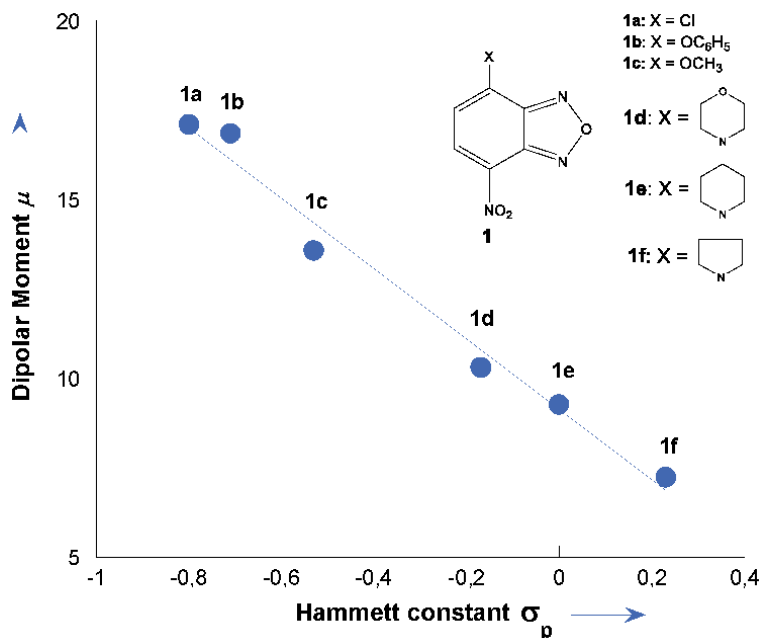 20
15
10
5
Dipolar Moment μ
-1
-0,8
-0,6
-0,4
-0,2
0
0,2
0,4
Hammett constant σp
1a
1b
1c
1d
1e
1f
X
N
O
N
NO2
1
1a: X = Cl
1b: X = OC6H5
1c: X = OCH3
1d: X =
O
N
1e: X =
N
1f: X =
N